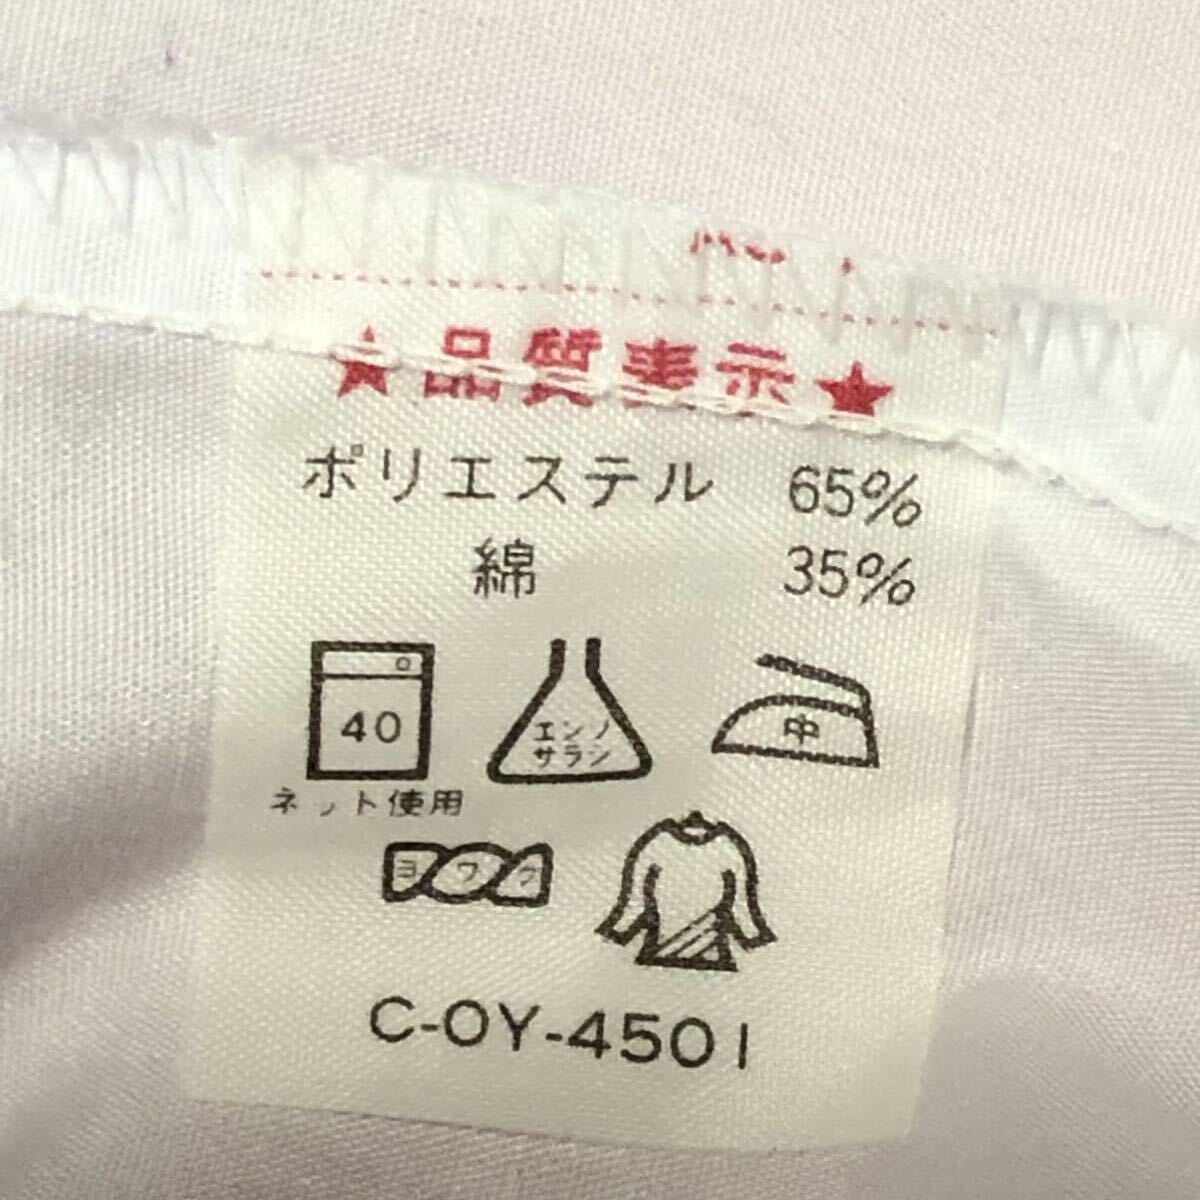 ★品質表示★
ポリエステル 65%
綿 35%
40 エンソサラシ 中
ネット使用
ヨワク
C-OY-4501